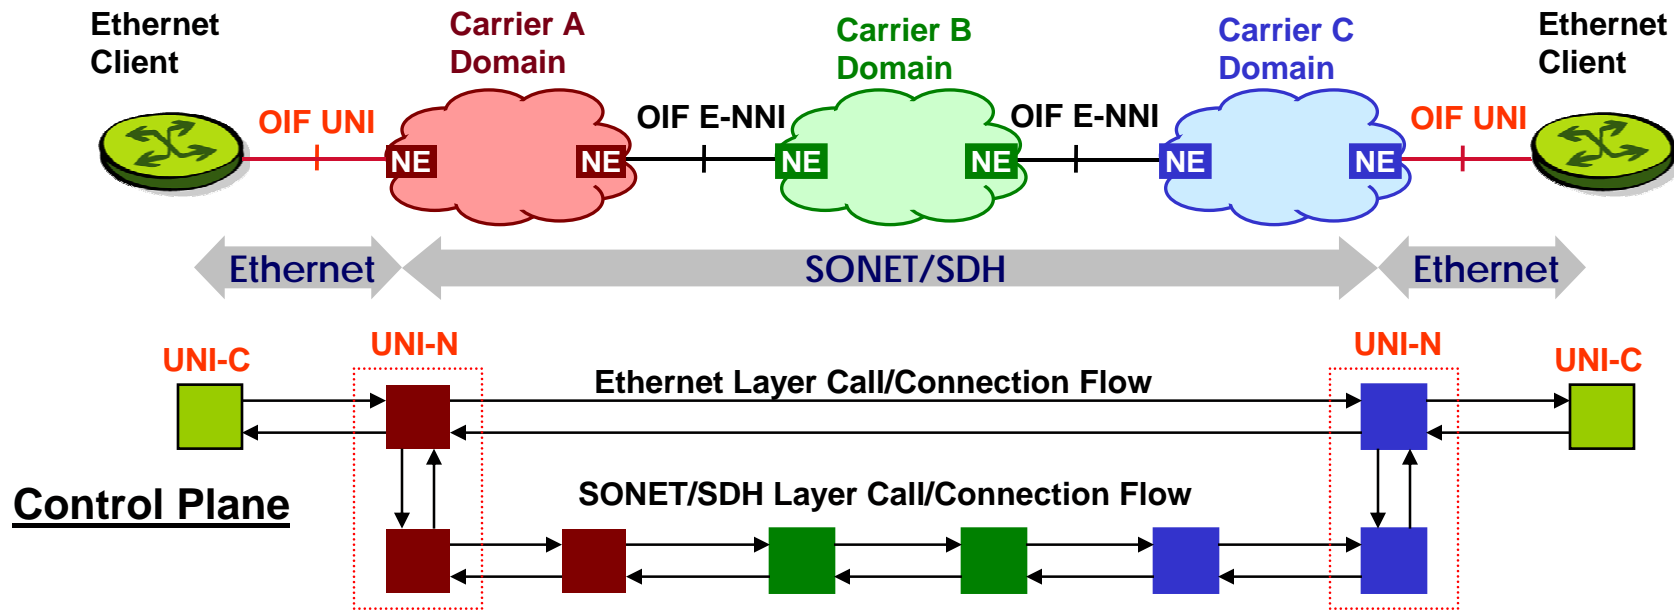 Ethernet
Client
Carrier A
Domain
Carrier B
Domain
Carrier C
Domain
Ethernet
Client
OIF UNI
OIF E-NNI
OIF E-NNI
OIF UNI
NE
NE
NE
NE
NE
NE
Ethernet
SONET/SDH
Ethernet
UNI-C
UNI-N
UNI-N
UNI-C
Ethernet Layer Call/Connection Flow
Control Plane
SONET/SDH Layer Call/Connection Flow